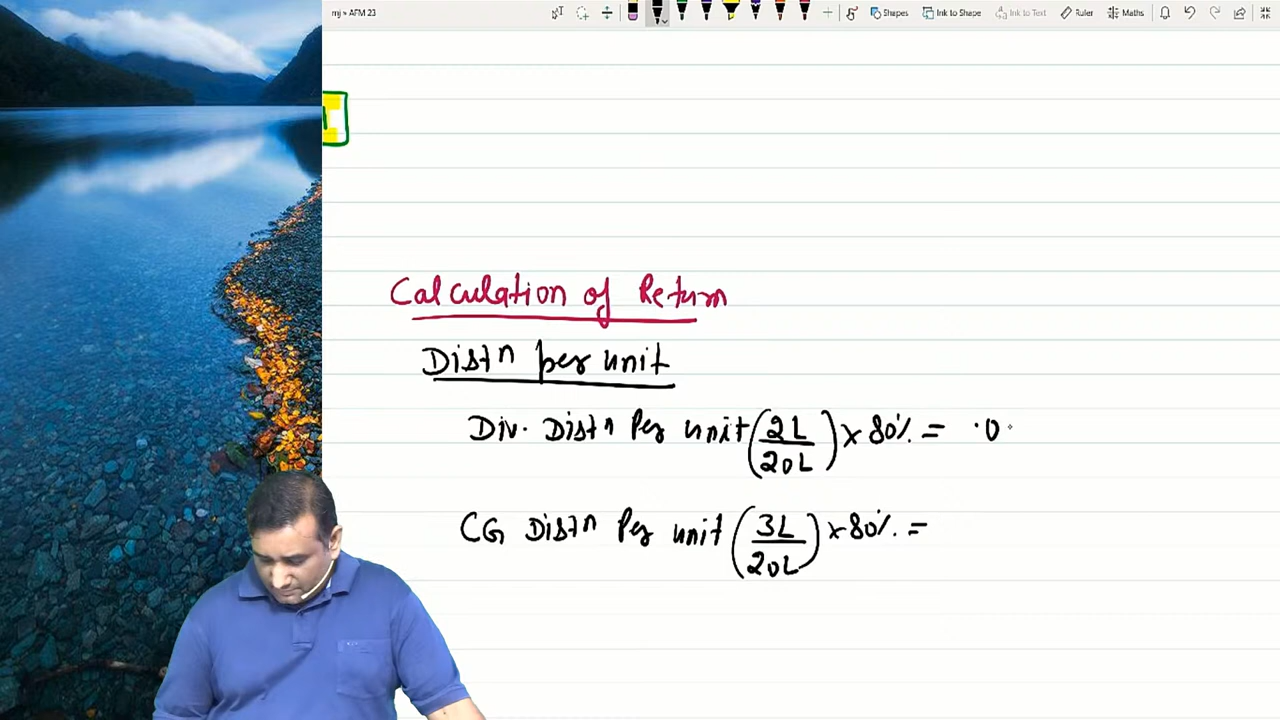 mj » AFM 23
Shapes Ink to Shape Ink to Text Ruler Maths
Calculation of Return
Distn per unit
Div. Distn Per unit (2L/20L) x 80% = .0
CG Distn Per unit (3L/20L) x 80% =